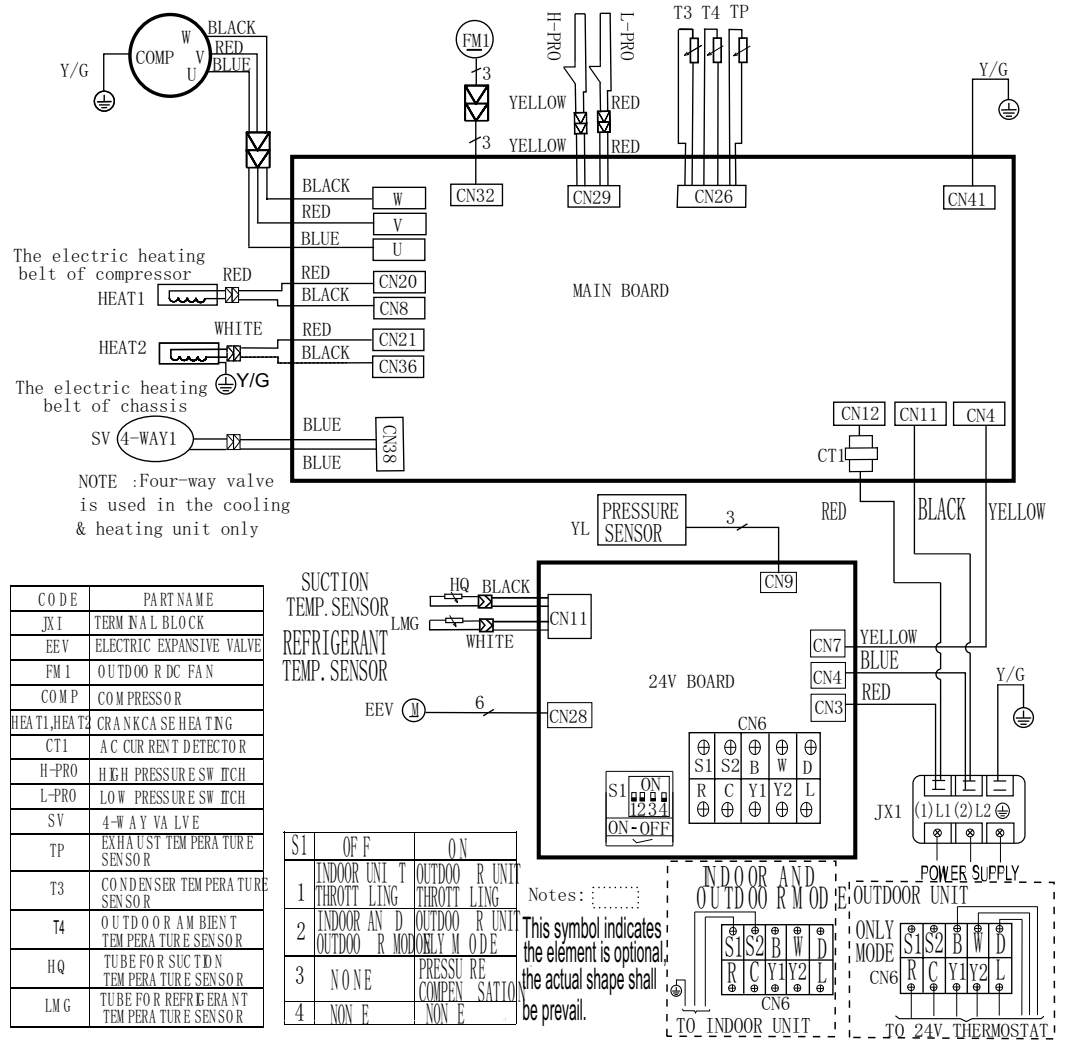 BLACK
RED
BLUE
W
V
U
COMP
Y/G
FM1
3
3
H-PRO
L-PRO
YELLOW
RED
YELLOW
RED
T3 T4 TP
Y/G
CN32
CN29
CN26
CN41
BLACK
W
RED
V
BLUE
U
The electric heating
belt of compressor
RED
HEAT1
RED
CN20
BLACK
CN8
MAIN BOARD
WHITE
HEAT2
RED
CN21
BLACK
CN36
Y/G
The electric heating
belt of chassis
SV
4-WAY1
BLUE
CN38
BLUE
NOTE :Four-way valve
is used in the cooling
& heating unit only
CN12
CN11
CN4
CT1
RED
BLACK
YELLOW
YL
PRESSURE
SENSOR
3
CN9
SUCTION
TEMP.SENSOR
HQ
BLACK
REFRIGERANT
TEMP.SENSOR
LMG
WHITE
CN11
CN7
YELLOW
CN4
BLUE
CN3
RED
24V BOARD
EEV
M
6
CN28
CN6
S1 S2 B W D
R C Y1 Y2 L
S1
ON
1234
ON-OFF
Y/G
JX1
(1)L1 (2)L2
POWER SUPPLY
CODE PARTNAME
JX1 TERMINAL BLOCK
EEV ELECTRIC EXPANSIVE VALVE
FM1 OUTDOOR DC FAN
COMP COMPRESSOR
HEAT1,HEAT2 CRANKCASE HEATING
CT1 AC CURRENT DETECTOR
H-PRO HIGH PRESSURE SWITCH
L-PRO LOW PRESSURE SWITCH
SV 4-WAY VALVE
TP EXHAUST TEMPERATURE
SENSOR
T3 CONDENSER TEMPERATURE
SENSOR
T4 OUTDOOR AMBIENT
TEMPERATURE SENSOR
HQ TUBE FOR SUCTION
TEMPERATURE SENSOR
LMG TUBE FOR REFRIGERANT
TEMPERATURE SENSOR
S1 OFF ON
1 INDOOR UNIT THROTTLING OUTDOOR UNIT THROTTLING
2 INDOOR AND OUTDOOR MODE OUTDOOR UNIT ONLY MODE
3 NONE PRESSURE COMPENSATION
4 NONE NONE
Notes:
This symbol indicates
the element is optional,
the actual shape shall
be prevail.
INDOOR AND
OUTDOOR MODE
S1 S2 B W D
R C Y1 Y2 L
CN6
TO INDOOR UNIT
OUTDOOR UNIT
ONLY
MODE
CN6
S1 S2 B W D
R C Y1 Y2 L
TO 24V THERMOSTAT